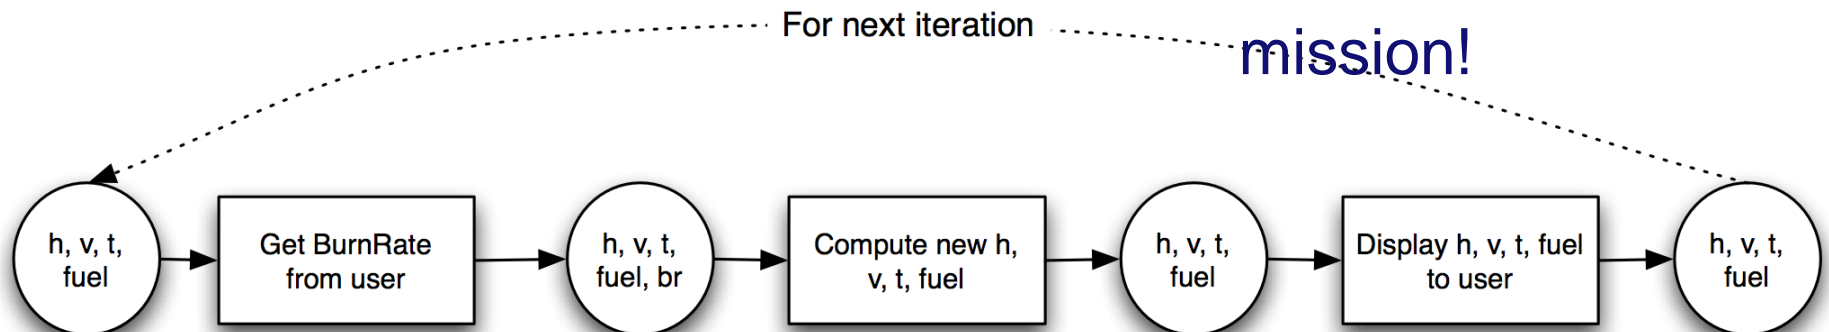 For next iteration
mission!
h, v, t,
fuel
Get BurnRate
from user
h, v, t,
fuel, br
Compute new h,
v, t, fuel
h, v, t,
fuel
Display h, v, t, fuel
to user
h, v, t,
fuel